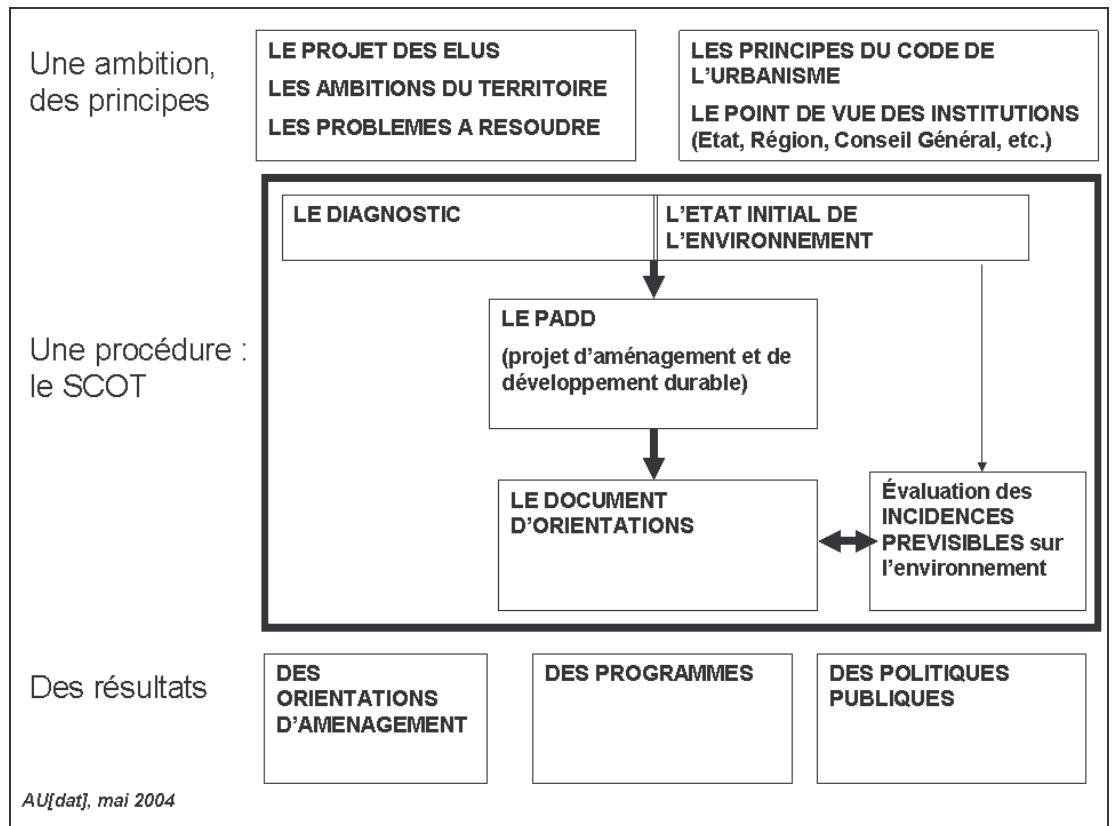 Une ambition,
des principes
LE PROJET DES ELUS
LES AMBITIONS DU TERRITOIRE
LES PROBLEMES A RESOUDRE
LES PRINCIPES DU CODE DE
L'URBANISME
LE POINT DE VUE DES INSTITUTIONS
(Etat, Région, Conseil Général, etc.)
Une procédure :
le SCOT
LE DIAGNOSTIC
L'ETAT INITIAL DE
L'ENVIRONNEMENT
LE PADD
(projet d'aménagement et de
développement durable)
LE DOCUMENT
D'ORIENTATIONS
Évaluation des
INCIDENCES
PREVISIBLES sur
l'environnement
Des résultats
DES
ORIENTATIONS
D'AMENAGEMENT
DES PROGRAMMES
DES POLITIQUES
PUBLIQUES
AU[dat], mai 2004